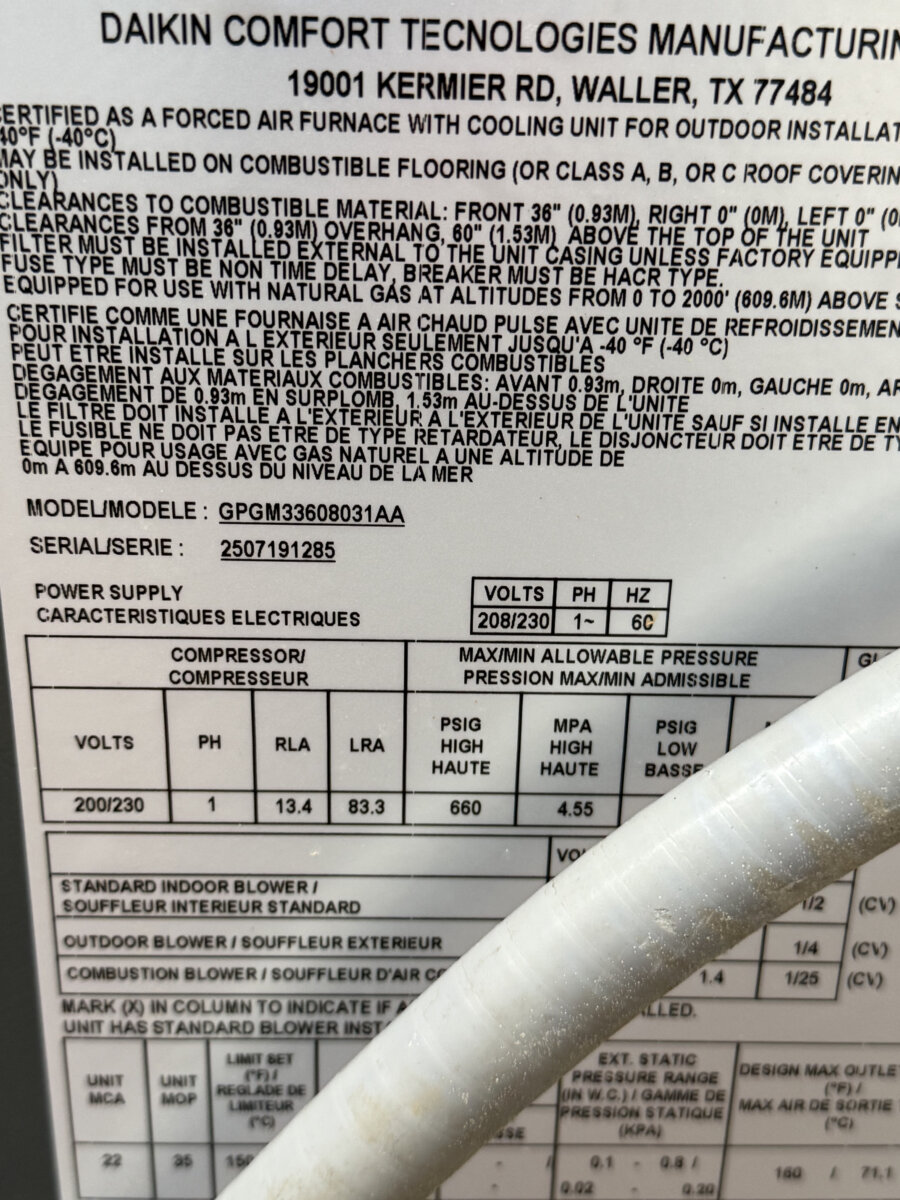 DAIKIN COMFORT TECNOLOGIES MANUFACTURIN
19001 KERMIER RD, WALLER, TX 77484
CERTIFIED AS A FORCED AIR FURNACE WITH COOLING UNIT FOR OUTDOOR INSTALLAT
40°F (-40°C)
MAY BE INSTALLED ON COMBUSTIBLE FLOORING (OR CLASS A, B, OR C ROOF COVERIN
ONLY)
CLEARANCES TO COMBUSTIBLE MATERIAL: FRONT 36" (0.93M), RIGHT 0" (0M), LEFT 0"
CLEARANCES FROM 36" (0.93M) OVERHANG, 60" (1.53M) ABOVE THE TOP OF THE UNIT
FILTER MUST BE INSTALLED EXTERNAL TO THE UNIT CASING UNLESS FACTORY EQUIPP
FUSE TYPE MUST BE NON TIME DELAY, BREAKER MUST BE HACR TYPE.
EQUIPPED FOR USE WITH NATURAL GAS AT ALTITUDES FROM 0 TO 2000' (609.6M) ABOVE
CERTIFIE COMME UNE FOURNAISE A AIR CHAUD PULSE AVEC UNITE DE REFROIDISSEMEN
POUR INSTALLATION A L EXTERIEUR SEULEMENT JUSQU'A -40 °F (-40 °C)
PEUT ETRE INSTALLE SUR LES PLANCHERS COMBUSTIBLES
DEGAGEMENT AUX MATERIAUX COMBUSTIBLES: AVANT 0.93m, DROITE 0m, GAUCHE 0m, AR
DEGAGEMENT DE 0.93m EN SURPLOMB, 1.53m AU-DESSUS DE L'UNITE
LE FILTRE DOIT INSTALLE A L'EXTERIEUR A L'EXTERIEUR DE L'UNITE SAUF SI INSTALLE EN
LE FUSIBLE NE DOIT PAS ETRE DE TYPE RETARDATEUR, LE DISJONCTEUR DOIT ETRE DE TY
EQUIPE POUR USAGE AVEC GAS NATUREL A UNE ALTITUDE DE
0m A 609.6m AU DESSUS DU NIVEAU DE LA MER
MODEL/MODELE : GPGM33608031AA
SERIAL/SERIE : 2507191285
POWER SUPPLY
CARACTERISTIQUES ELECTRIQUES
VOLTS PH HZ
208/230 1~ 60
COMPRESSOR/
COMPRESSEUR
MAX/MIN ALLOWABLE PRESSURE
PRESSION MAX/MIN ADMISSIBLE
VOLTS PH RLA LRA
PSIG HIGH HAUTE
MPA HIGH HAUTE
PSIG LOW BASSE
200/230 1 13.4 83.3 660 4.55
STANDARD INDOOR BLOWER /
SOUFFLEUR INTERIEUR STANDARD
1/2 (CV)
OUTDOOR BLOWER / SOUFFLEUR EXTERIEUR
1/4 (CV)
COMBUSTION BLOWER / SOUFFLEUR D'AIR
1.4 1/25 (CV)
MARK (X) IN COLUMN TO INDICATE IF
UNIT HAS STANDARD BLOWER
UNIT MCA
UNIT MOP
LIMIT SET (°F) / REGLADE DE LIMITEUR (°C)
EXT. STATIC PRESSURE RANGE (IN W.C.) / GAMME DE PRESSION STATIQUE (KPA)
DESIGN MAX OUTLE (°F) / MAX AIR DE SORTIE (°C)
22 35 150
0.1 - 0.8 /
0.02 - 0.20
160 / 71.1